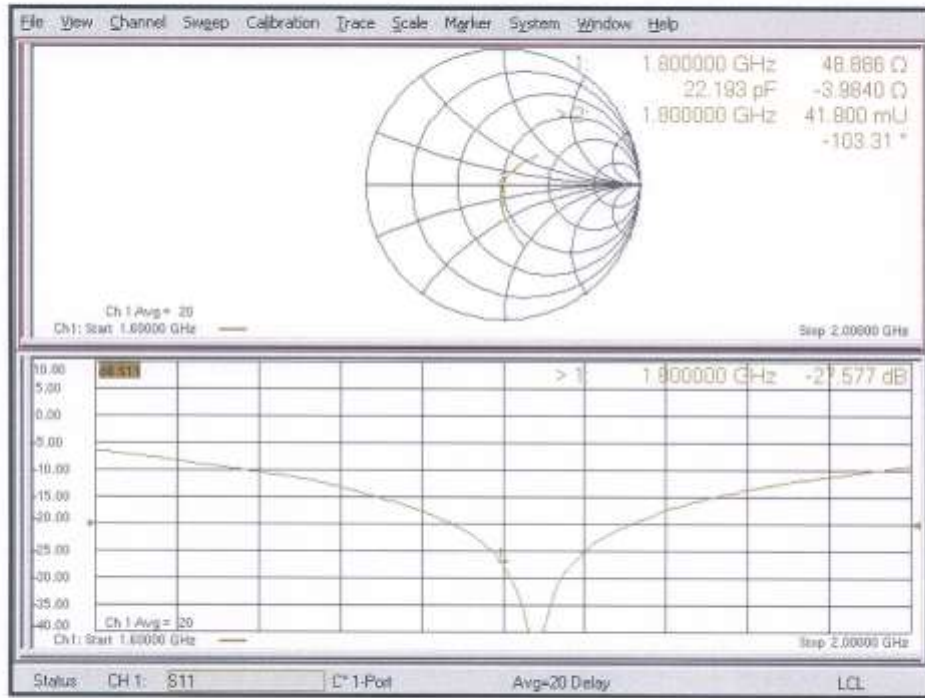 File View Channel Sweep Calibration Trace Scale Marker System Window Help
1: 1.800000 GHz 48.886 Ω
22.193 pF -3.9840 Ω
> 2: 1.800000 GHz 41.800 mU
-103.31 °
Ch 1 Avg = 20
Ch1: Start 1.60000 GHz
Stop 2.00000 GHz
10.00
5.00
0.00
-5.00
-10.00
-15.00
-20.00
-25.00
-30.00
-35.00
-40.00
dB S11
> 1: 1.800000 GHz -27.577 dB
1
Ch 1 Avg = 20
Ch1: Start 1.60000 GHz
Stop 2.00000 GHz
Status CH 1: S11 C* 1-Port Avg=20 Delay LCL